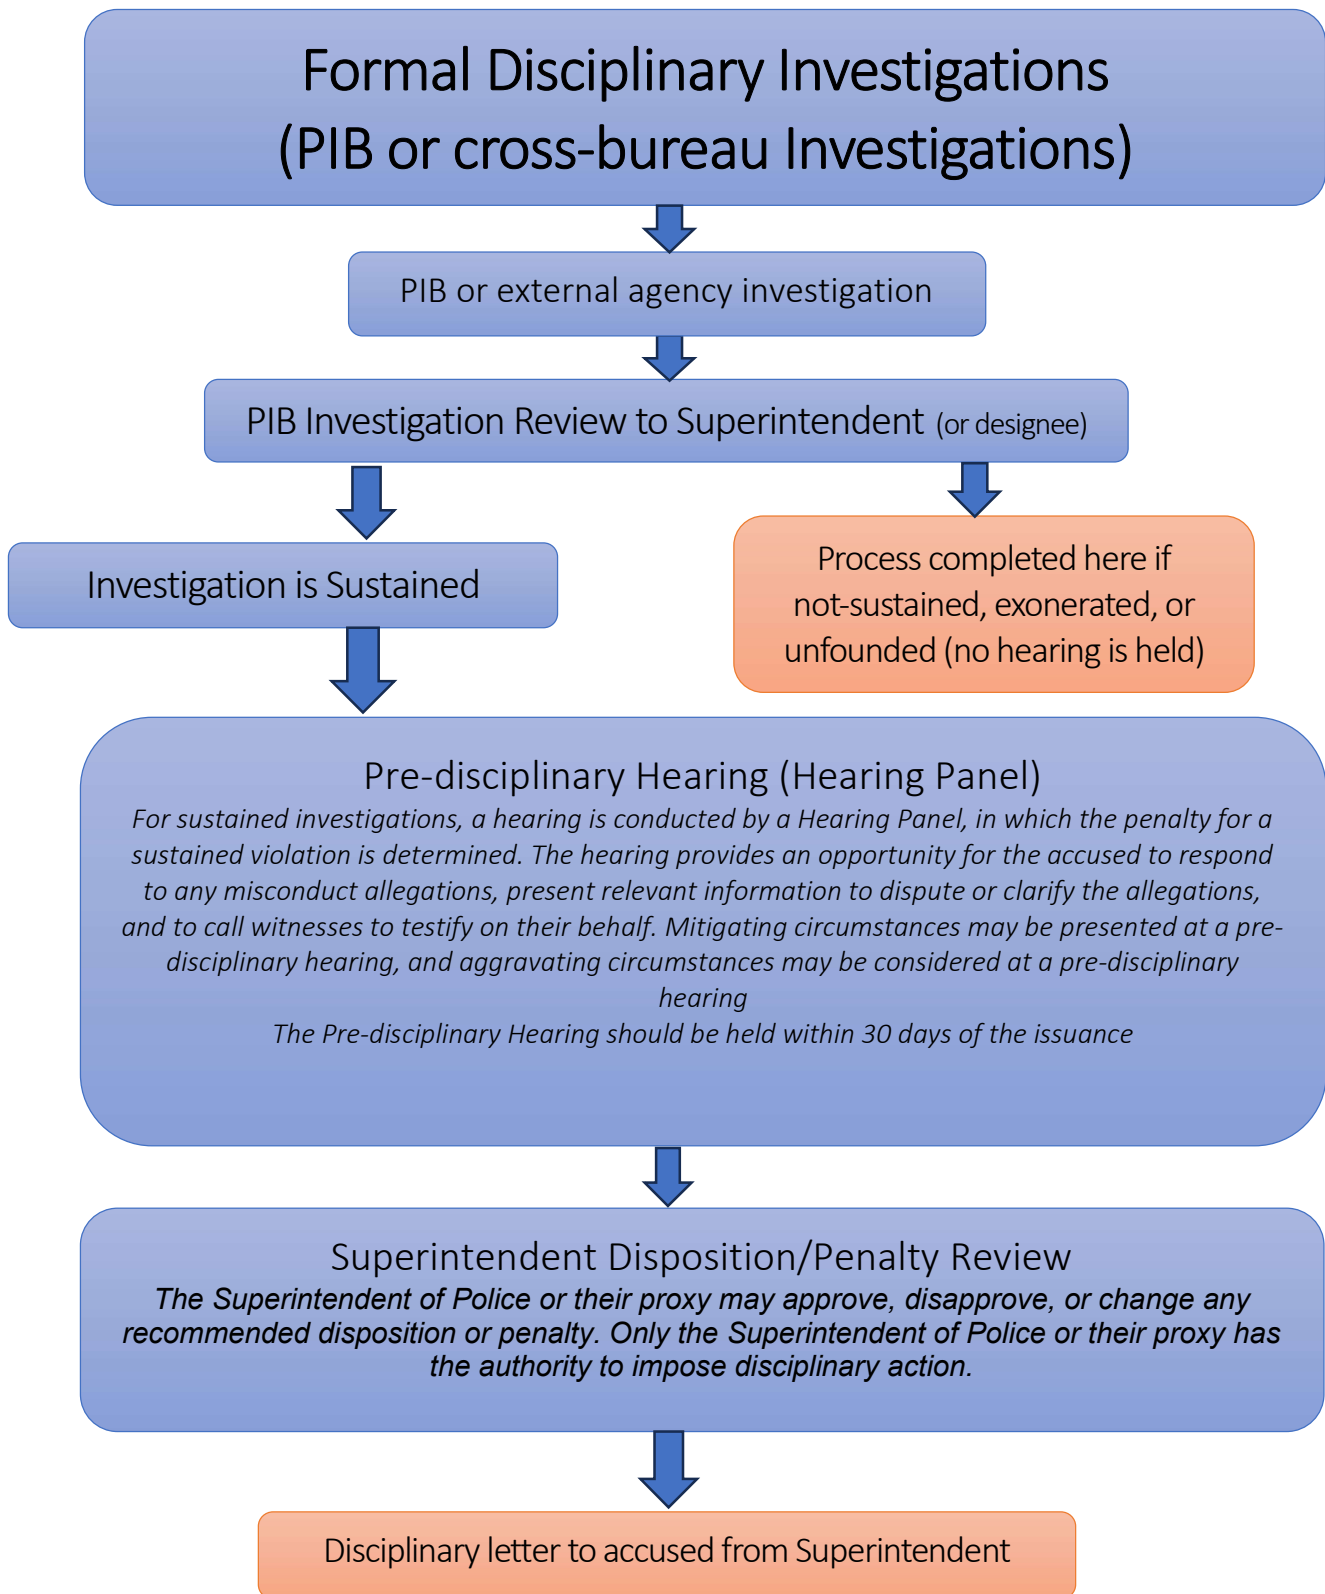 Formal Disciplinary Investigations
(PIB or cross-bureau Investigations)
PIB or external agency investigation
PIB Investigation Review to Superintendent (or designee)
Investigation is Sustained
Process completed here if
not-sustained, exonerated, or
unfounded (no hearing is held)
Pre-disciplinary Hearing (Hearing Panel)
For sustained investigations, a hearing is conducted by a Hearing Panel, in which the penalty for a
sustained violation is determined. The hearing provides an opportunity for the accused to respond
to any misconduct allegations, present relevant information to dispute or clarify the allegations,
and to call witnesses to testify on their behalf. Mitigating circumstances may be presented at a pre-
disciplinary hearing, and aggravating circumstances may be considered at a pre-disciplinary
hearing
The Pre-disciplinary Hearing should be held within 30 days of the issuance
Superintendent Disposition/Penalty Review
The Superintendent of Police or their proxy may approve, disapprove, or change any
recommended disposition or penalty. Only the Superintendent of Police or their proxy has
the authority to impose disciplinary action.
Disciplinary letter to accused from Superintendent